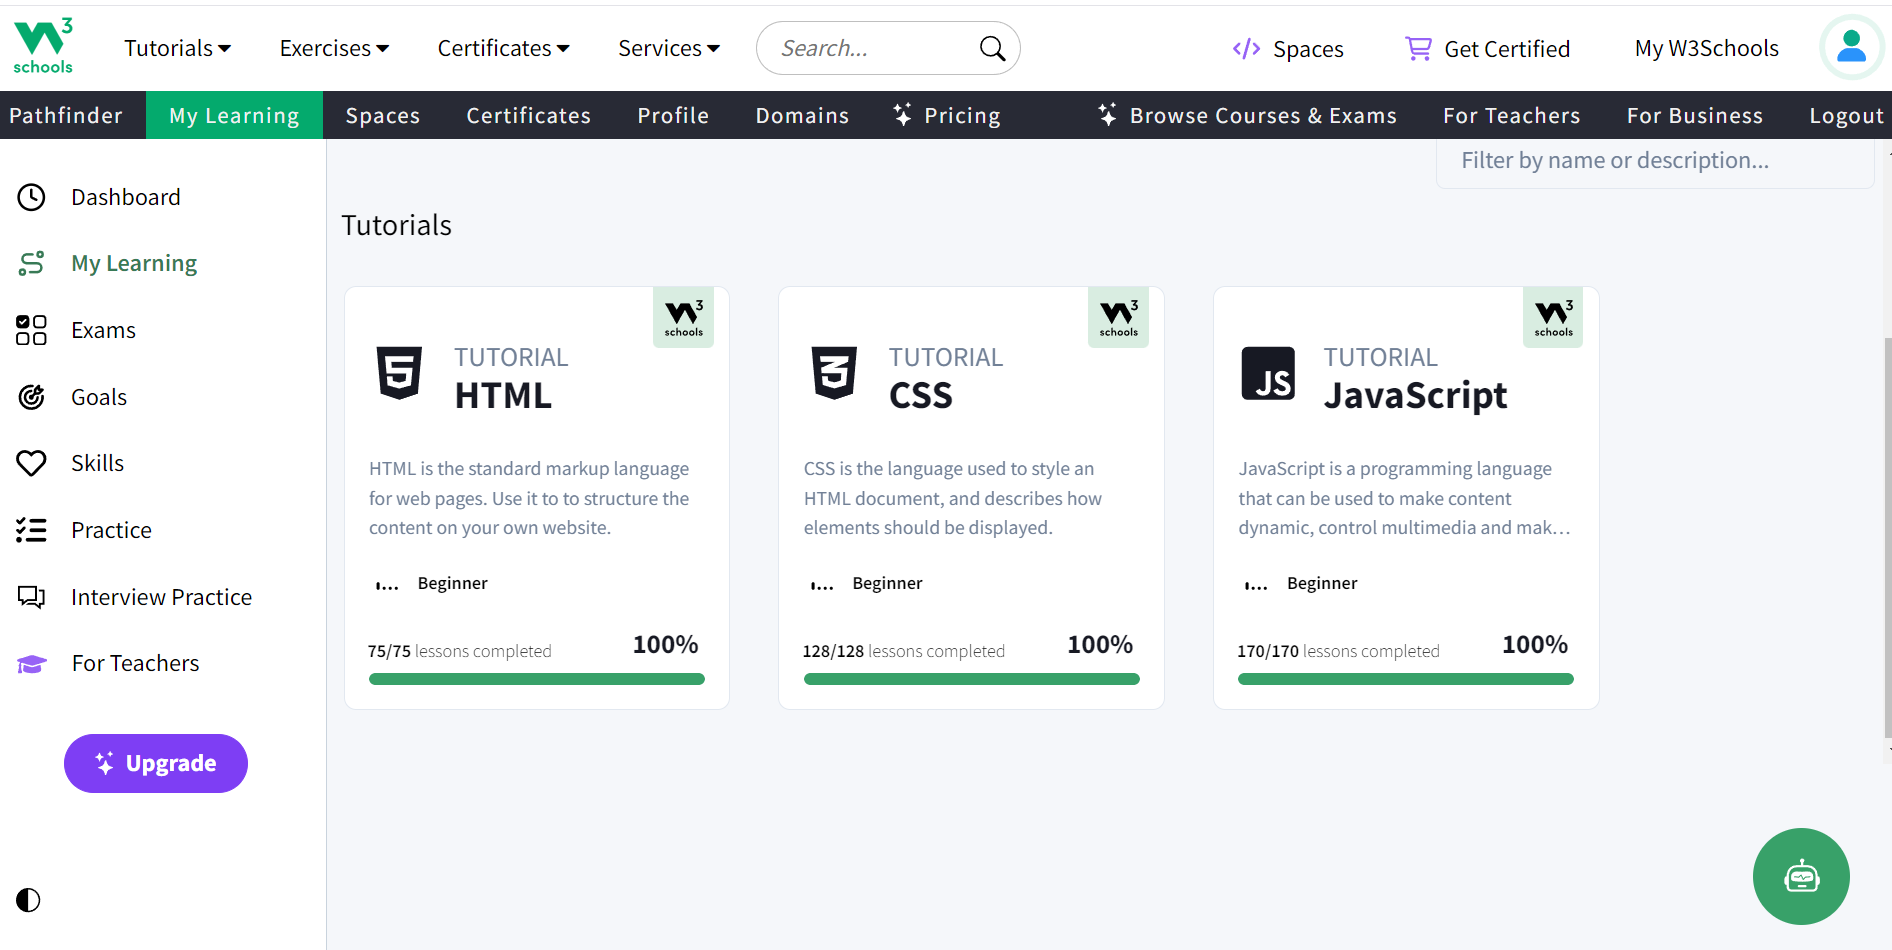 W3
schools
Tutorials
Exercises
Certificates
Services
Search...
Spaces
Get Certified
My W3Schools
Pathfinder
My Learning
Spaces
Certificates
Profile
Domains
Pricing
Browse Courses & Exams
For Teachers
For Business
Logout
Dashboard
My Learning
Exams
Goals
Skills
Practice
Interview Practice
For Teachers
Upgrade
Filter by name or description...
Tutorials
W3
schools
5
TUTORIAL
HTML
HTML is the standard markup language
for web pages. Use it to to structure the
content on your own website.
Beginner
75/75 lessons completed
100%
W3
schools
3
TUTORIAL
CSS
CSS is the language used to style an
HTML document, and describes how
elements should be displayed.
Beginner
128/128 lessons completed
100%
W3
schools
JS
TUTORIAL
JavaScript
JavaScript is a programming language
that can be used to make content
dynamic, control multimedia and mak...
Beginner
170/170 lessons completed
100%